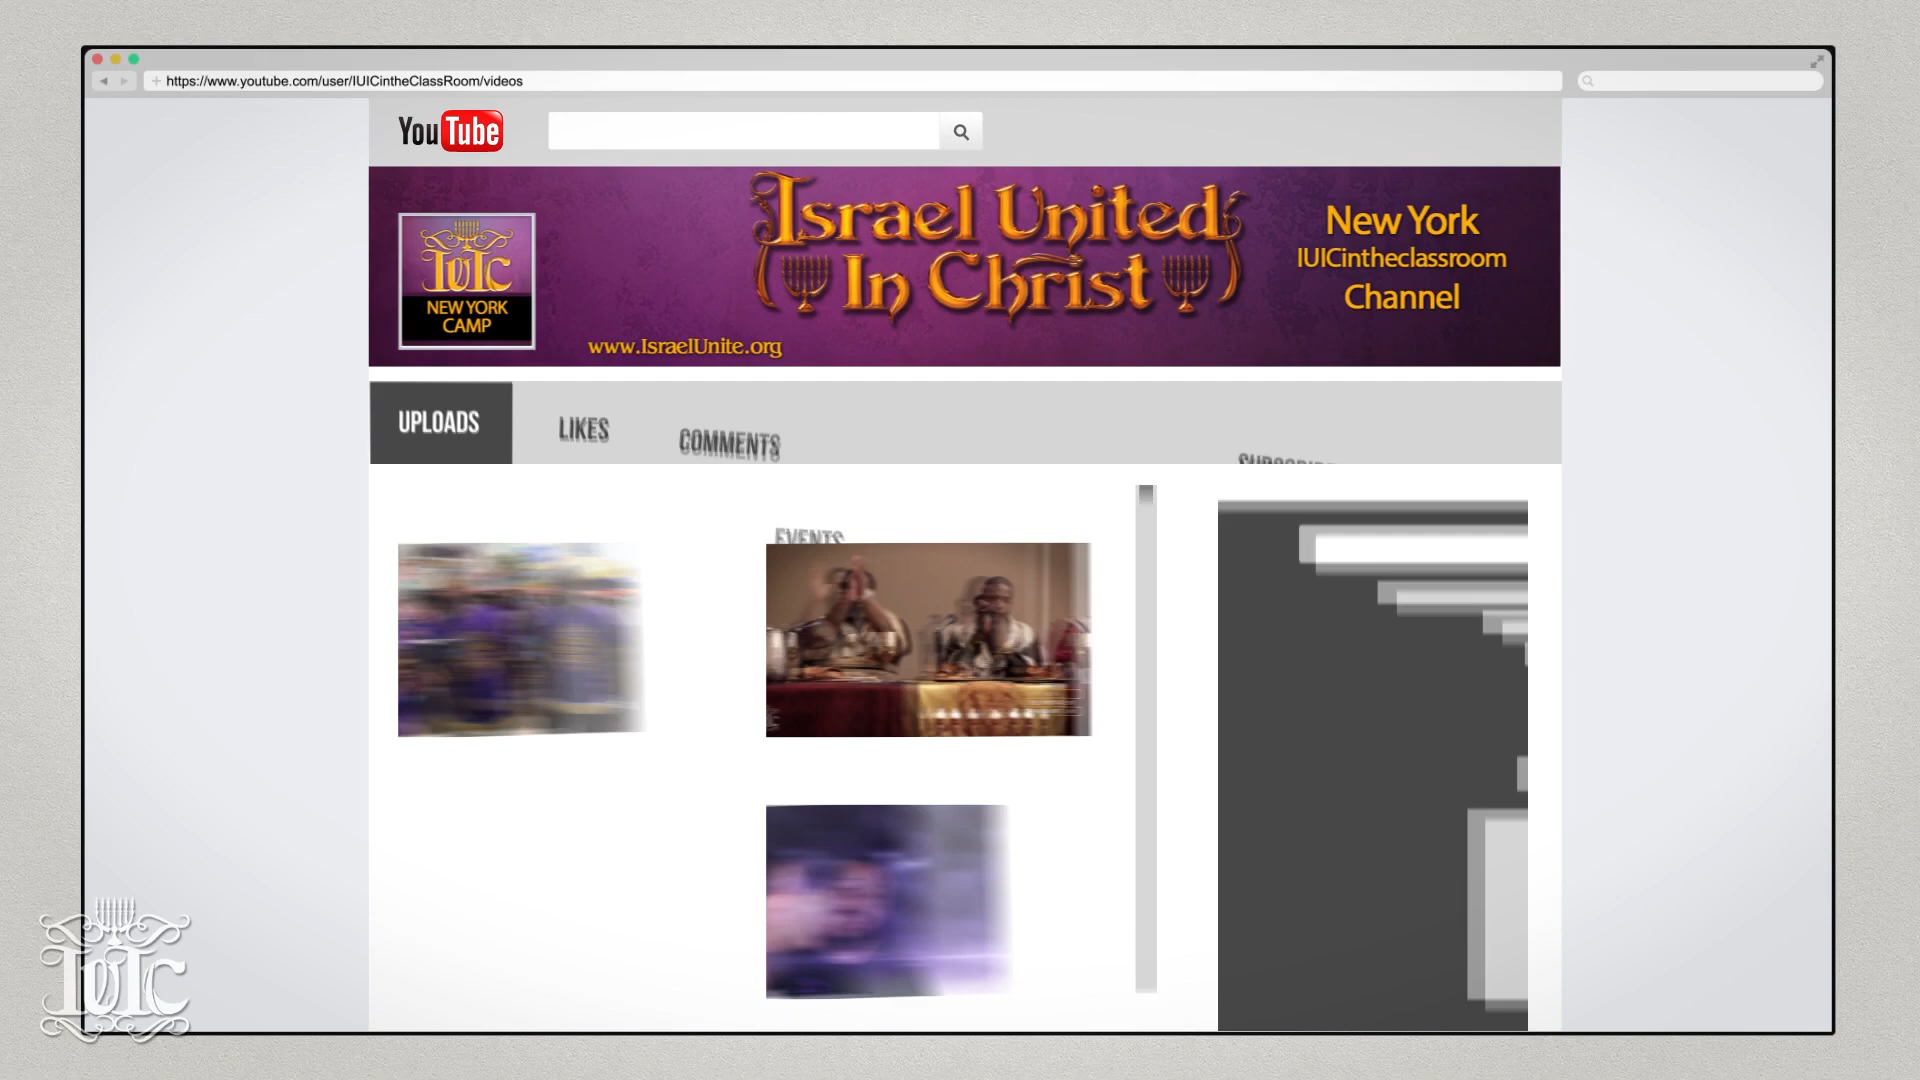 https://www.youtube.com/user/IUICintheClassRoom/videos
YouTube
Israel United
In Christ
New York
IUICintheclassroom
Channel
IUIC
NEW YORK
CAMP
www.IsraelUnite.org
UPLOADS
LIKES
COMMENTS
EVENTS
IUIC